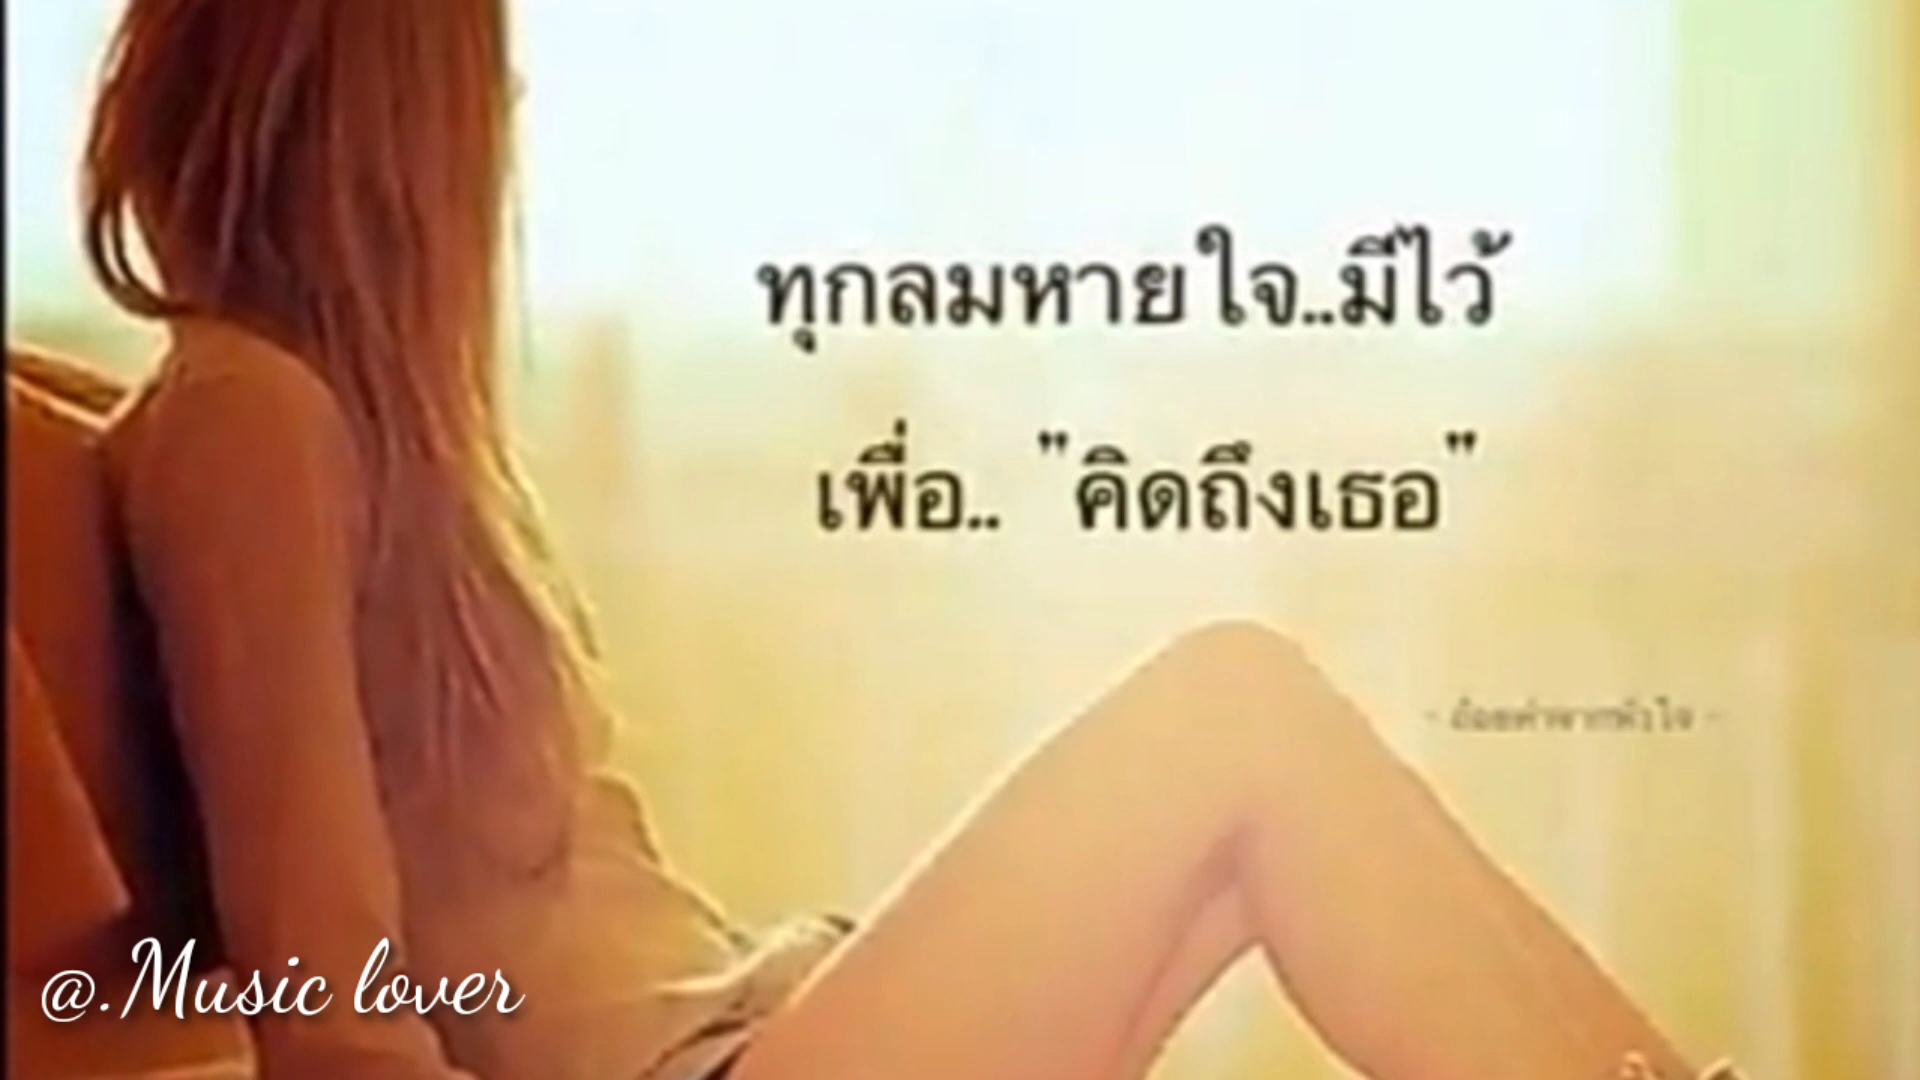 ทุกลมหายใจ..มีไว้
เพื่อ.. "คิดถึงเธอ"
@.Music lover